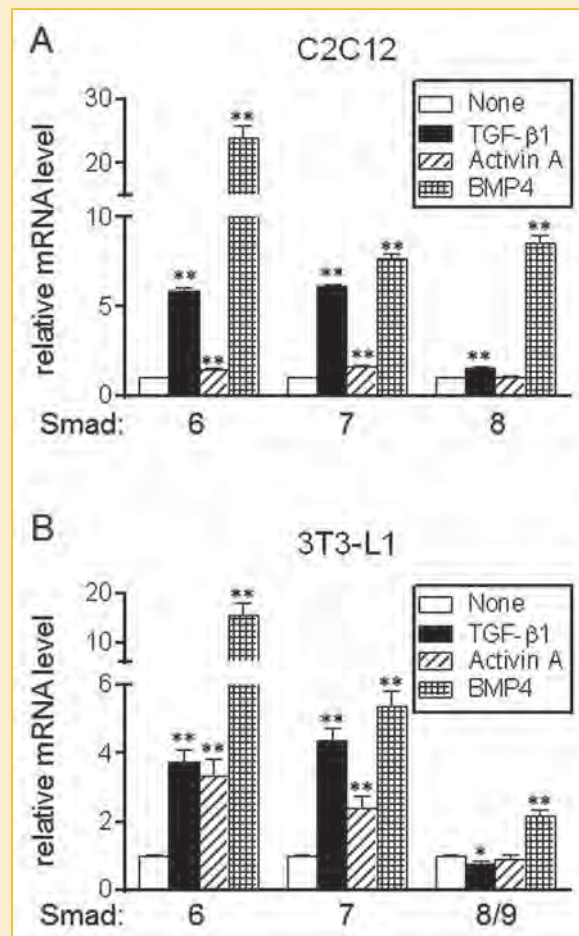 A
C2C12
relative mRNA level
30
20
10
5
0
None
TGF-β1
Activin A
BMP4
**
**
**
**
**
**
**
**
Smad: 6 7 8
B
3T3-L1
relative mRNA level
20
10
6
4
2
0
None
TGF-β1
Activin A
BMP4
**
**
**
**
**
**
*
**
Smad: 6 7 8/9